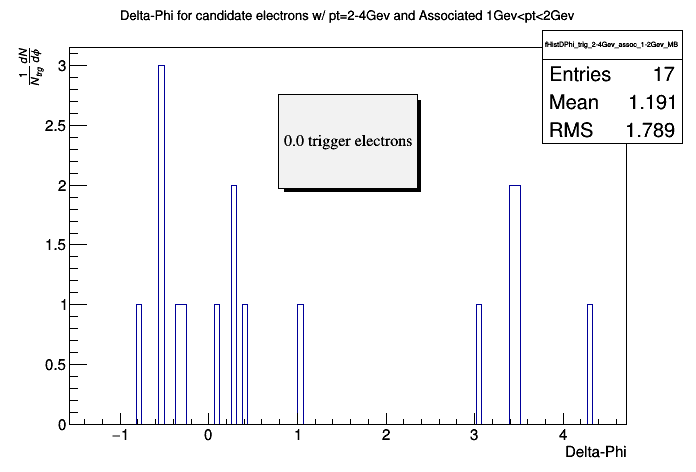 Delta-Phi for candidate electrons w/ pt=2-4Gev and Associated 1Gev<pt<2Gev
fHistDPhi_trig_2-4Gev_assoc_1-2Gev_MB
Entries 17
Mean 1.191
RMS 1.789
1/N_trg dN/dϕ
0.0 trigger electrons
3
2.5
2
1.5
1
0.5
0
−1 0 1 2 3 4
Delta-Phi